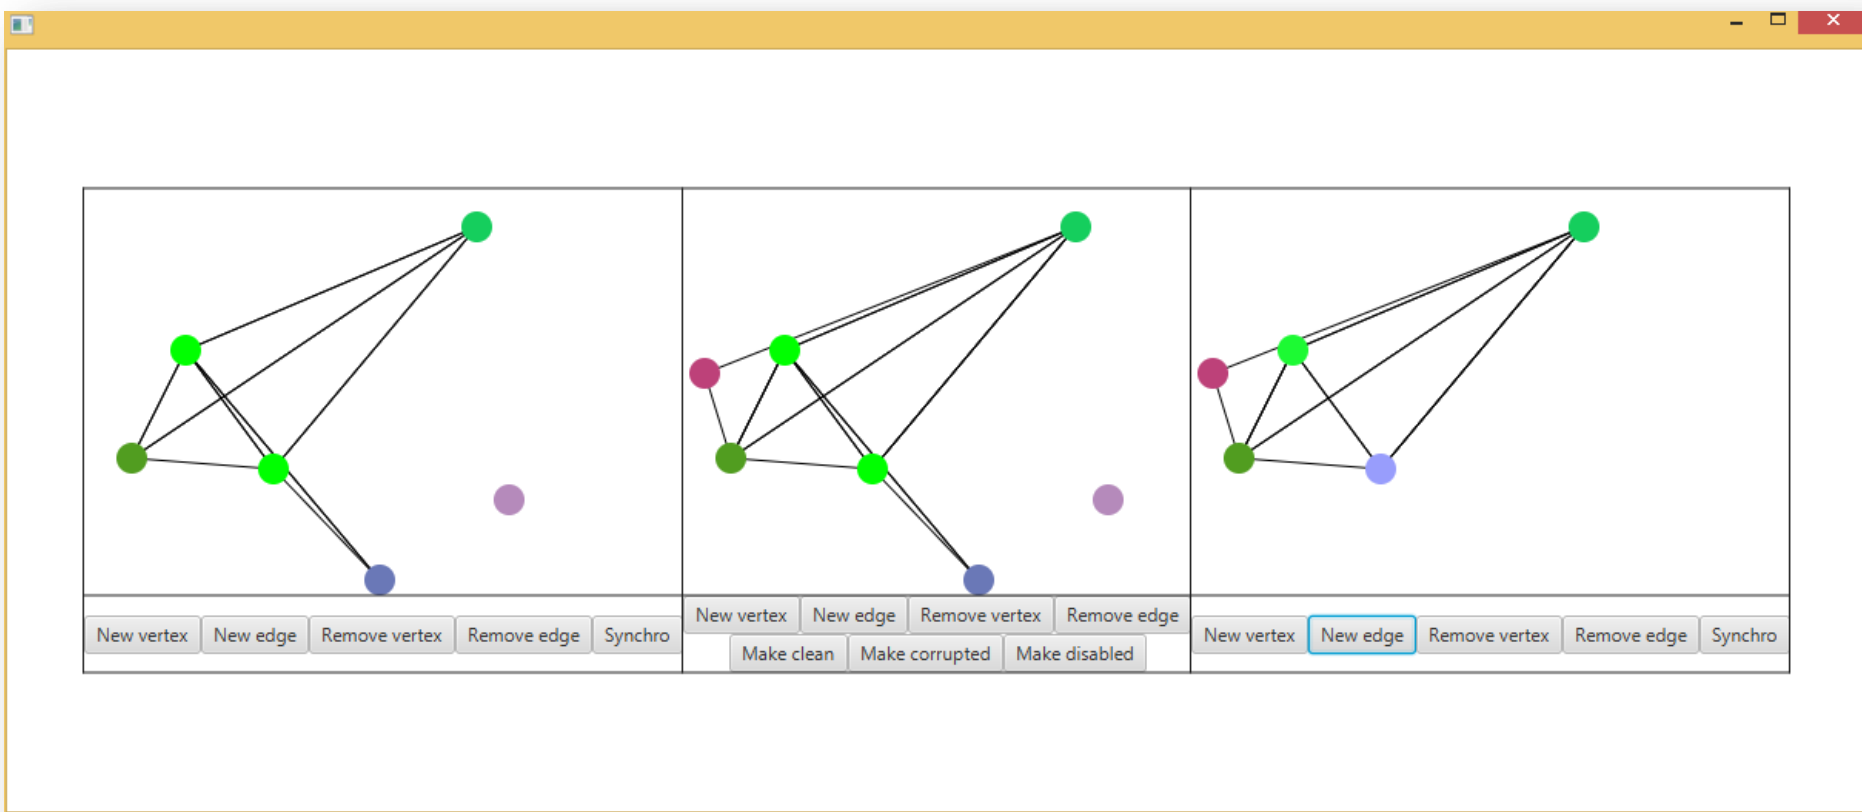 New vertex New edge Remove vertex Remove edge Synchro
New vertex New edge Remove vertex Remove edge
Make clean Make corrupted Make disabled
New vertex New edge Remove vertex Remove edge Synchro